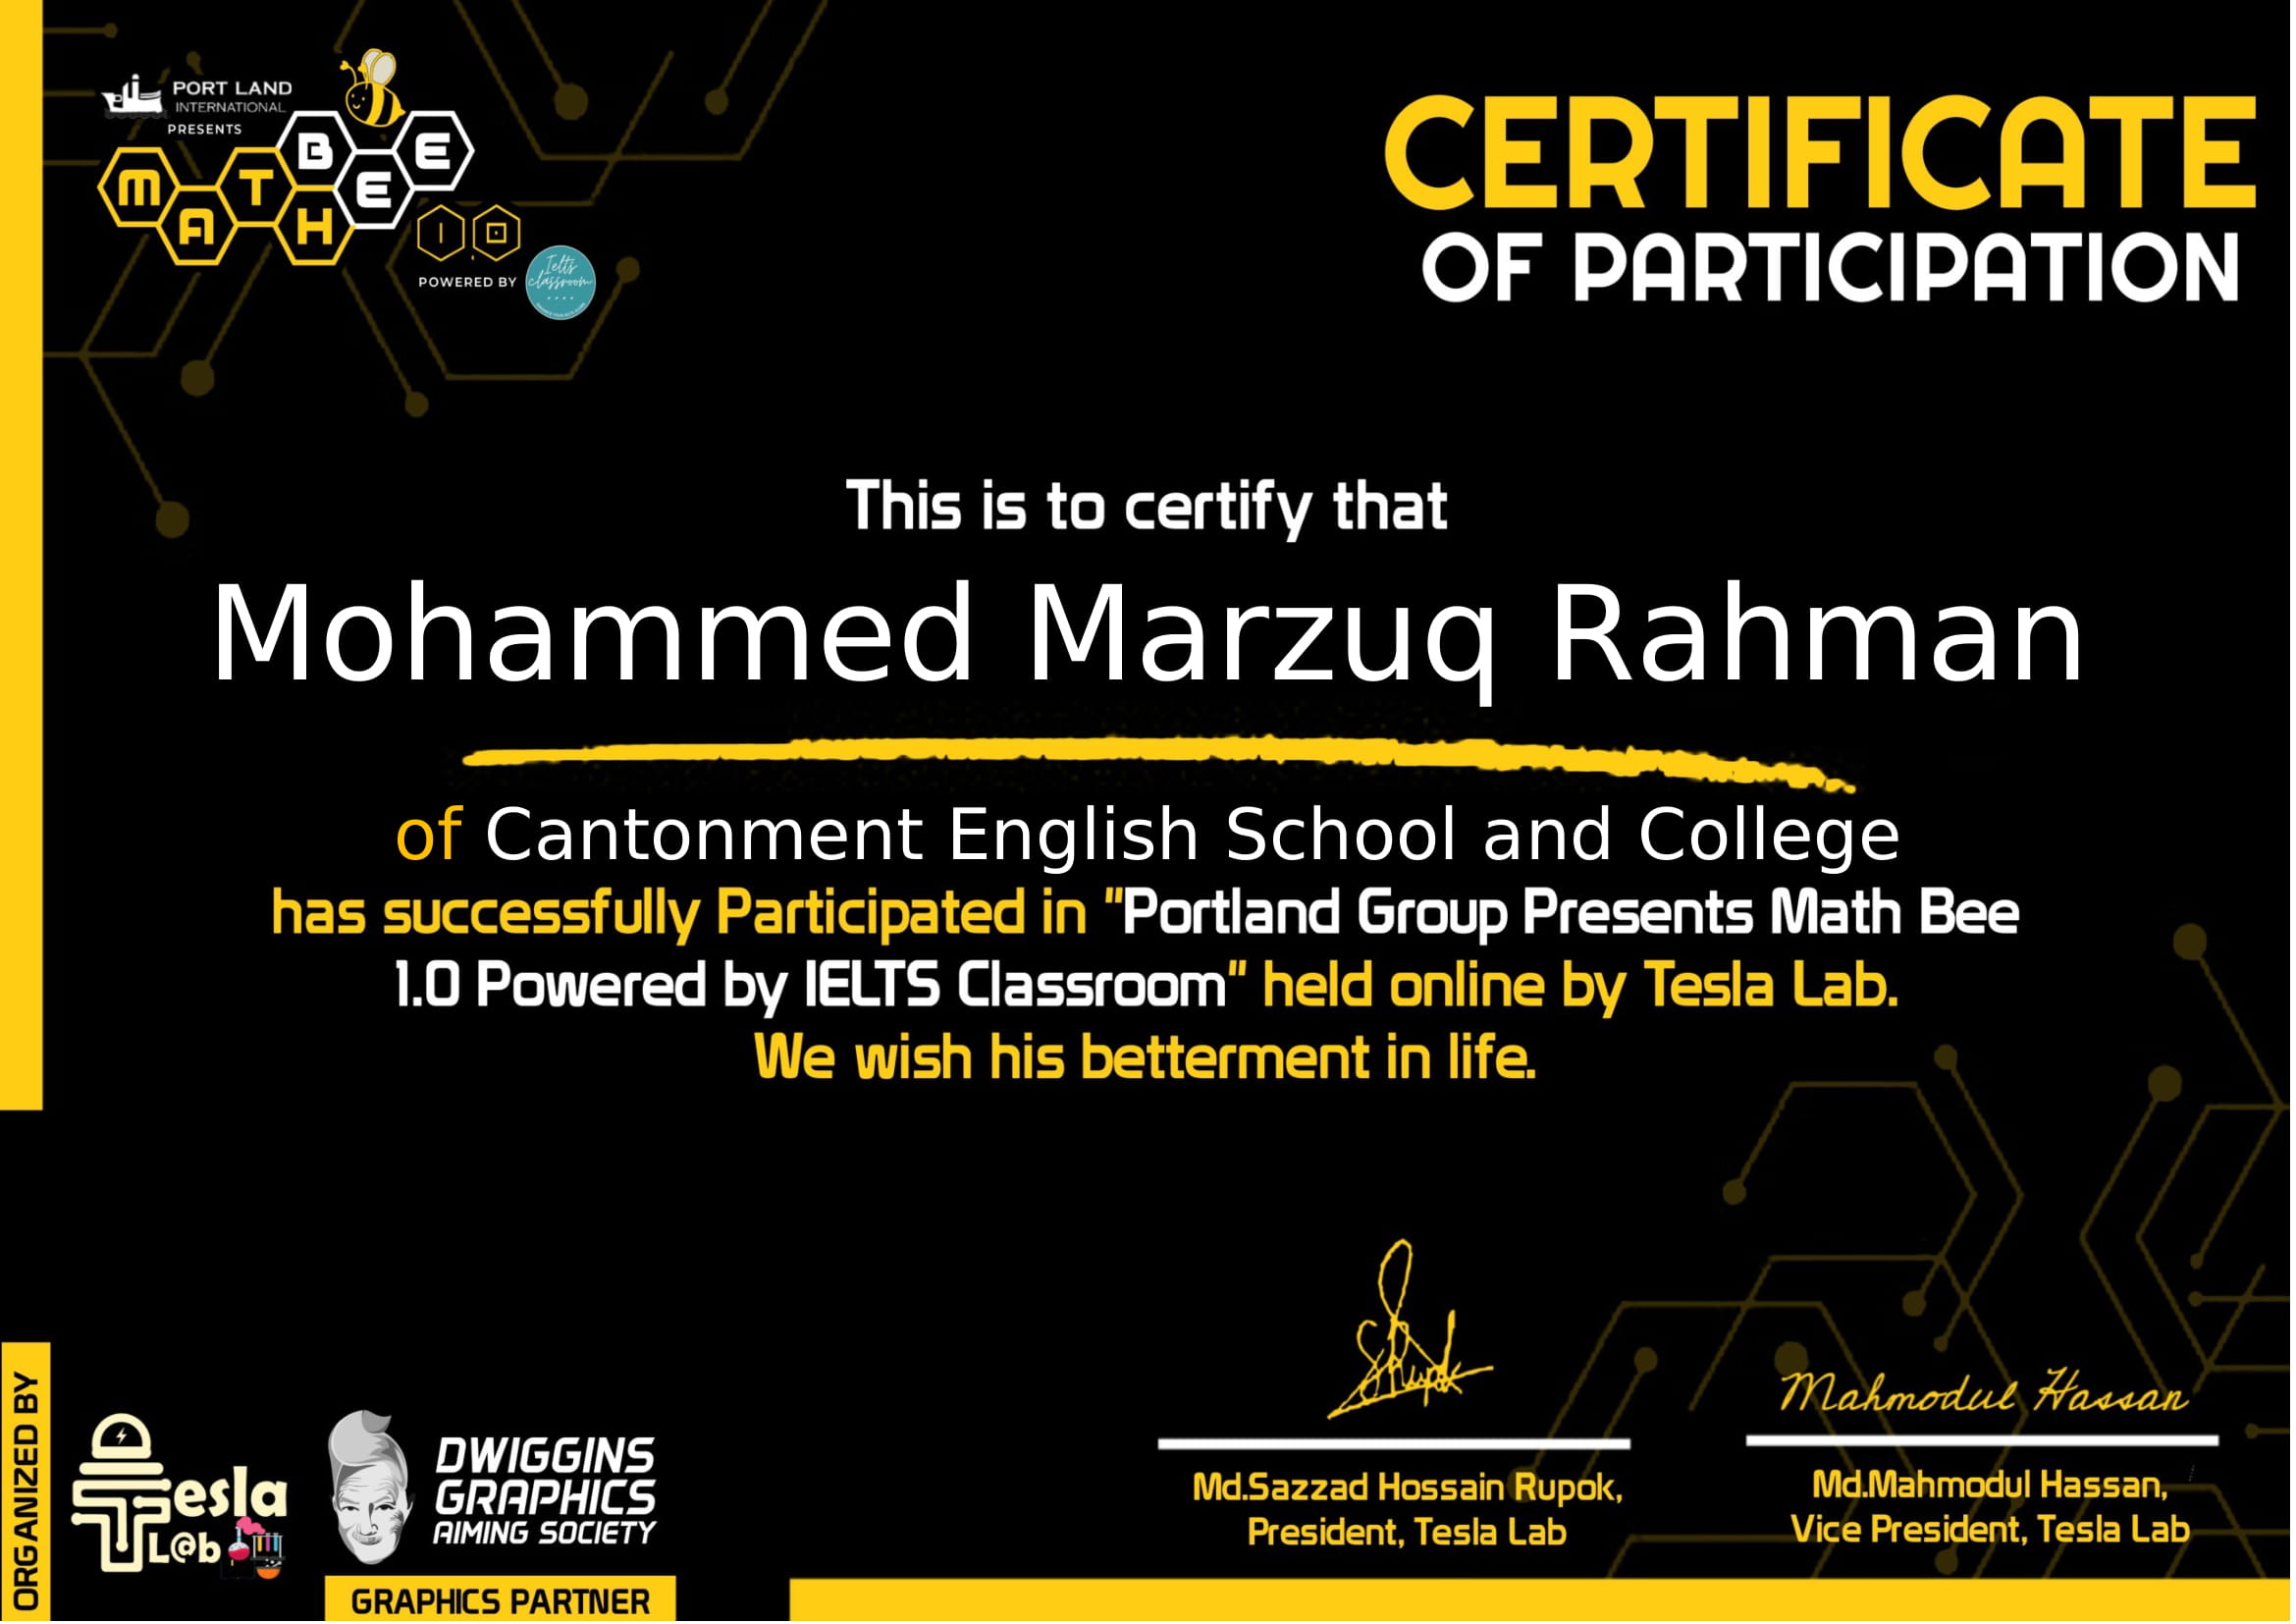 PORT LAND
INTERNATIONAL
PRESENTS
MATH BEE
1.0
POWERED BY
Ielts
classroom
CERTIFICATE
OF PARTICIPATION
This is to certify that
Mohammed Marzuq Rahman
of Cantonment English School and College
has successfully Participated in "Portland Group Presents Math Bee
1.0 Powered by IELTS Classroom" held online by Tesla Lab.
We wish his betterment in life.
ORGANIZED BY
Tesla
L@b
DWIGGINS
GRAPHICS
AIMING SOCIETY
GRAPHICS PARTNER
SRupok
Md.Sazzad Hossain Rupok,
President, Tesla Lab
Mahmodul Hassan
Md.Mahmodul Hassan,
Vice President, Tesla Lab